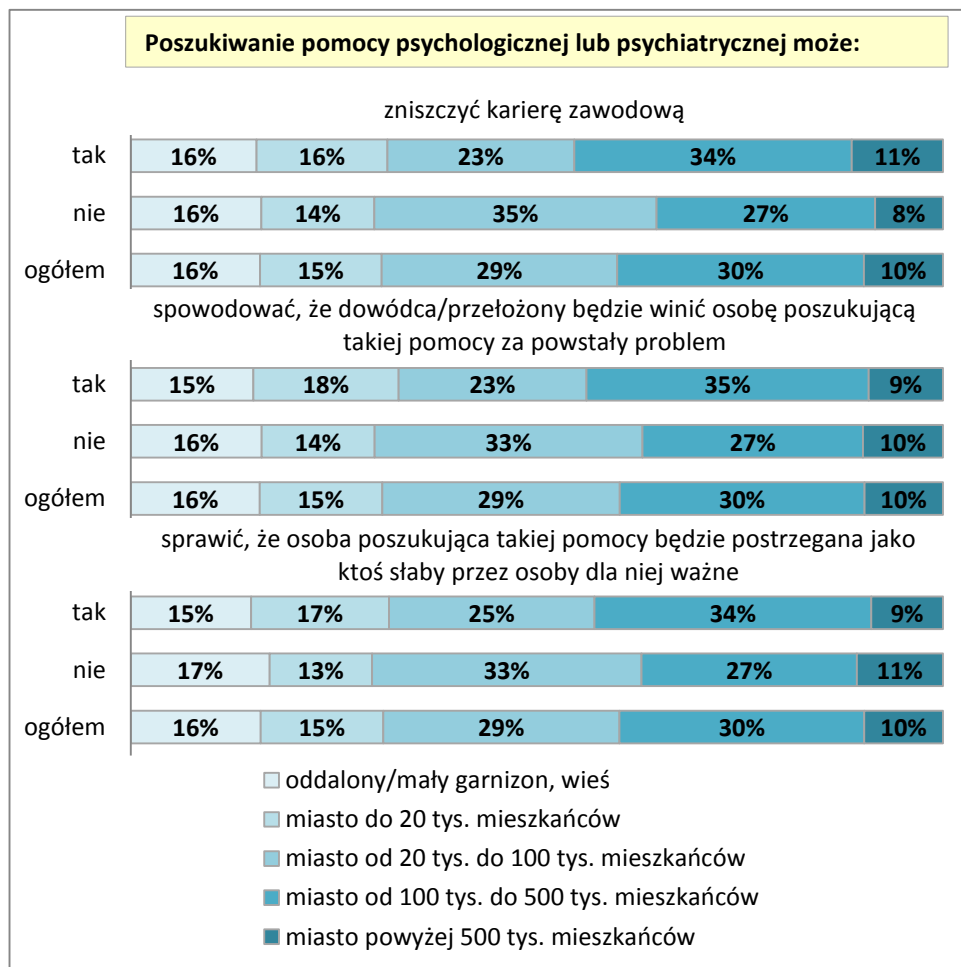 Poszukiwanie pomocy psychologicznej lub psychiatrycznej może:
zniszczyć karierę zawodową
tak 16% 16% 23% 34% 11%
nie 16% 14% 35% 27% 8%
ogółem 16% 15% 29% 30% 10%
spowodować, że dowódca/przełożony będzie winić osobę poszukującą
takiej pomocy za powstały problem
tak 15% 18% 23% 35% 9%
nie 16% 14% 33% 27% 10%
ogółem 16% 15% 29% 30% 10%
sprawić, że osoba poszukująca takiej pomocy będzie postrzegana jako
ktoś słaby przez osoby dla niej ważne
tak 15% 17% 25% 34% 9%
nie 17% 13% 33% 27% 11%
ogółem 16% 15% 29% 30% 10%
oddalony/mały garnizon, wieś
miasto do 20 tys. mieszkańców
miasto od 20 tys. do 100 tys. mieszkańców
miasto od 100 tys. do 500 tys. mieszkańców
miasto powyżej 500 tys. mieszkańców